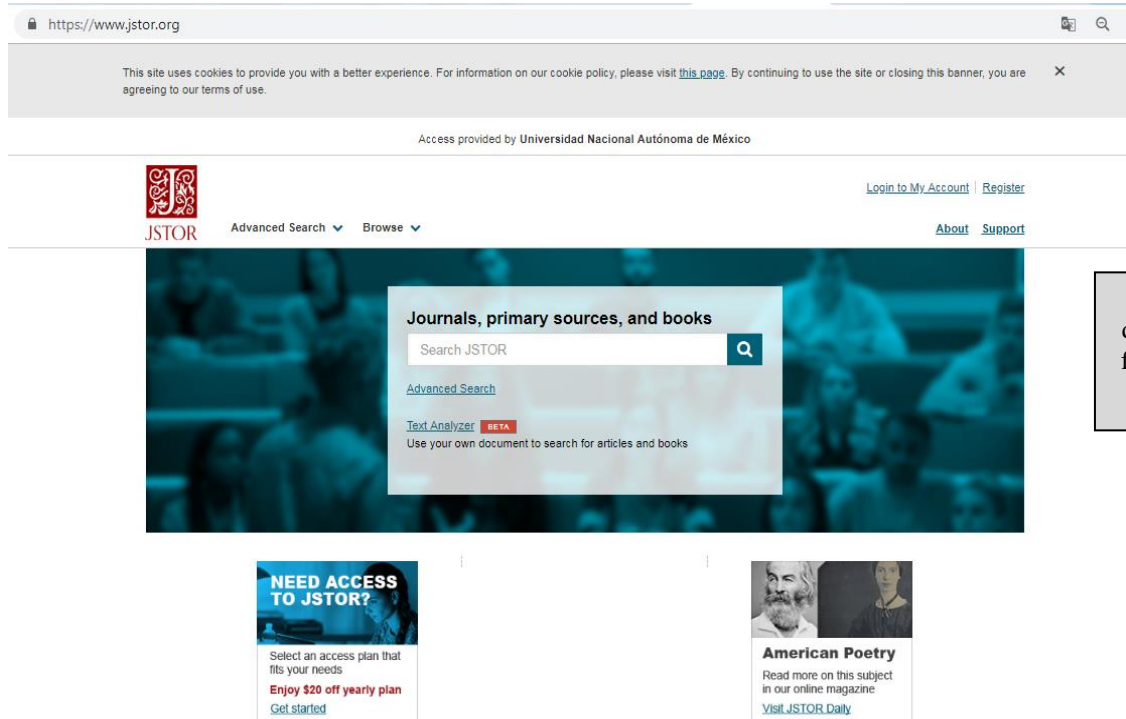 https://www.jstor.org
This site uses cookies to provide you with a better experience. For information on our cookie policy, please visit this page. By continuing to use the site or closing this banner, you are
agreeing to our terms of use.
Access provided by Universidad Nacional Autónoma de México
Login to My Account
Register
JSTOR
Advanced Search
Browse
About
Support
Journals, primary sources, and books
Search JSTOR
Advanced Search
Text Analyzer BETA
Use your own document to search for articles and books
NEED ACCESS
TO JSTOR?
Select an access plan that
fits your needs
Enjoy $20 off yearly plan
Get started
American Poetry
Read more on this subject
in our online magazine
Visit JSTOR Daily